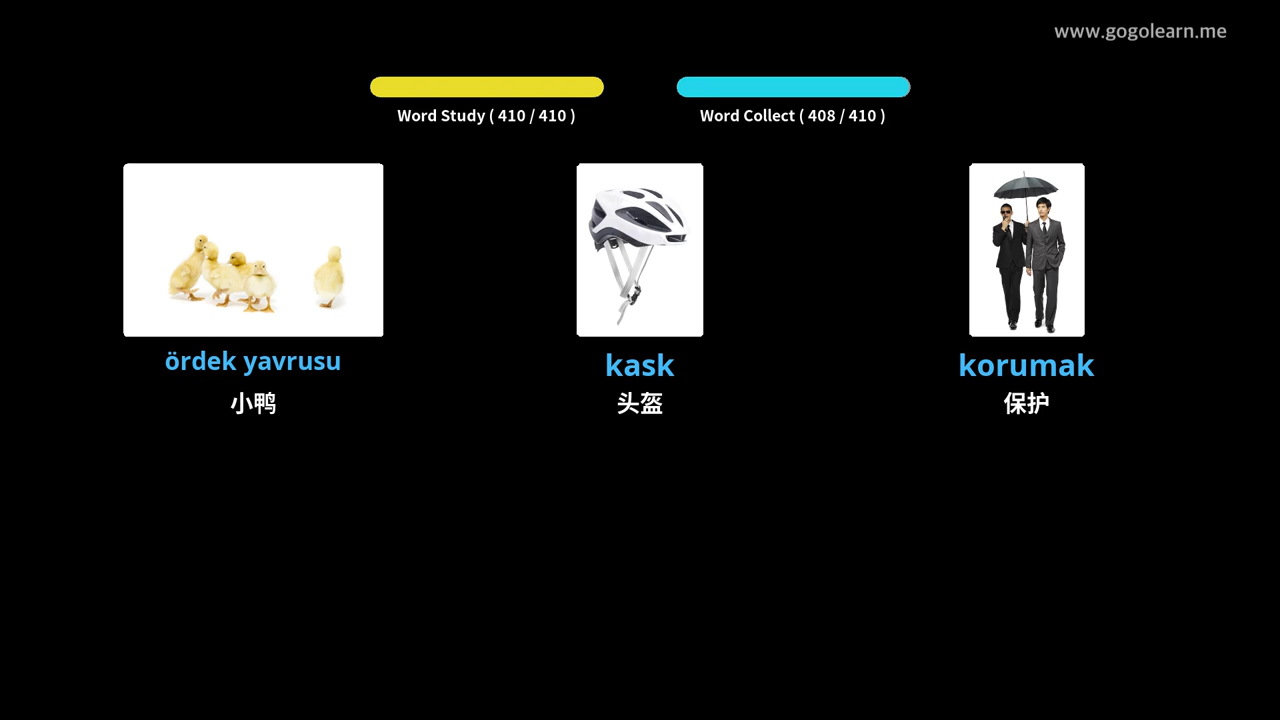 www.gogolearn.me
Word Study ( 410 / 410 )
Word Collect ( 408 / 410 )
ördek yavrusu
小鸭
kask
头盔
korumak
保护